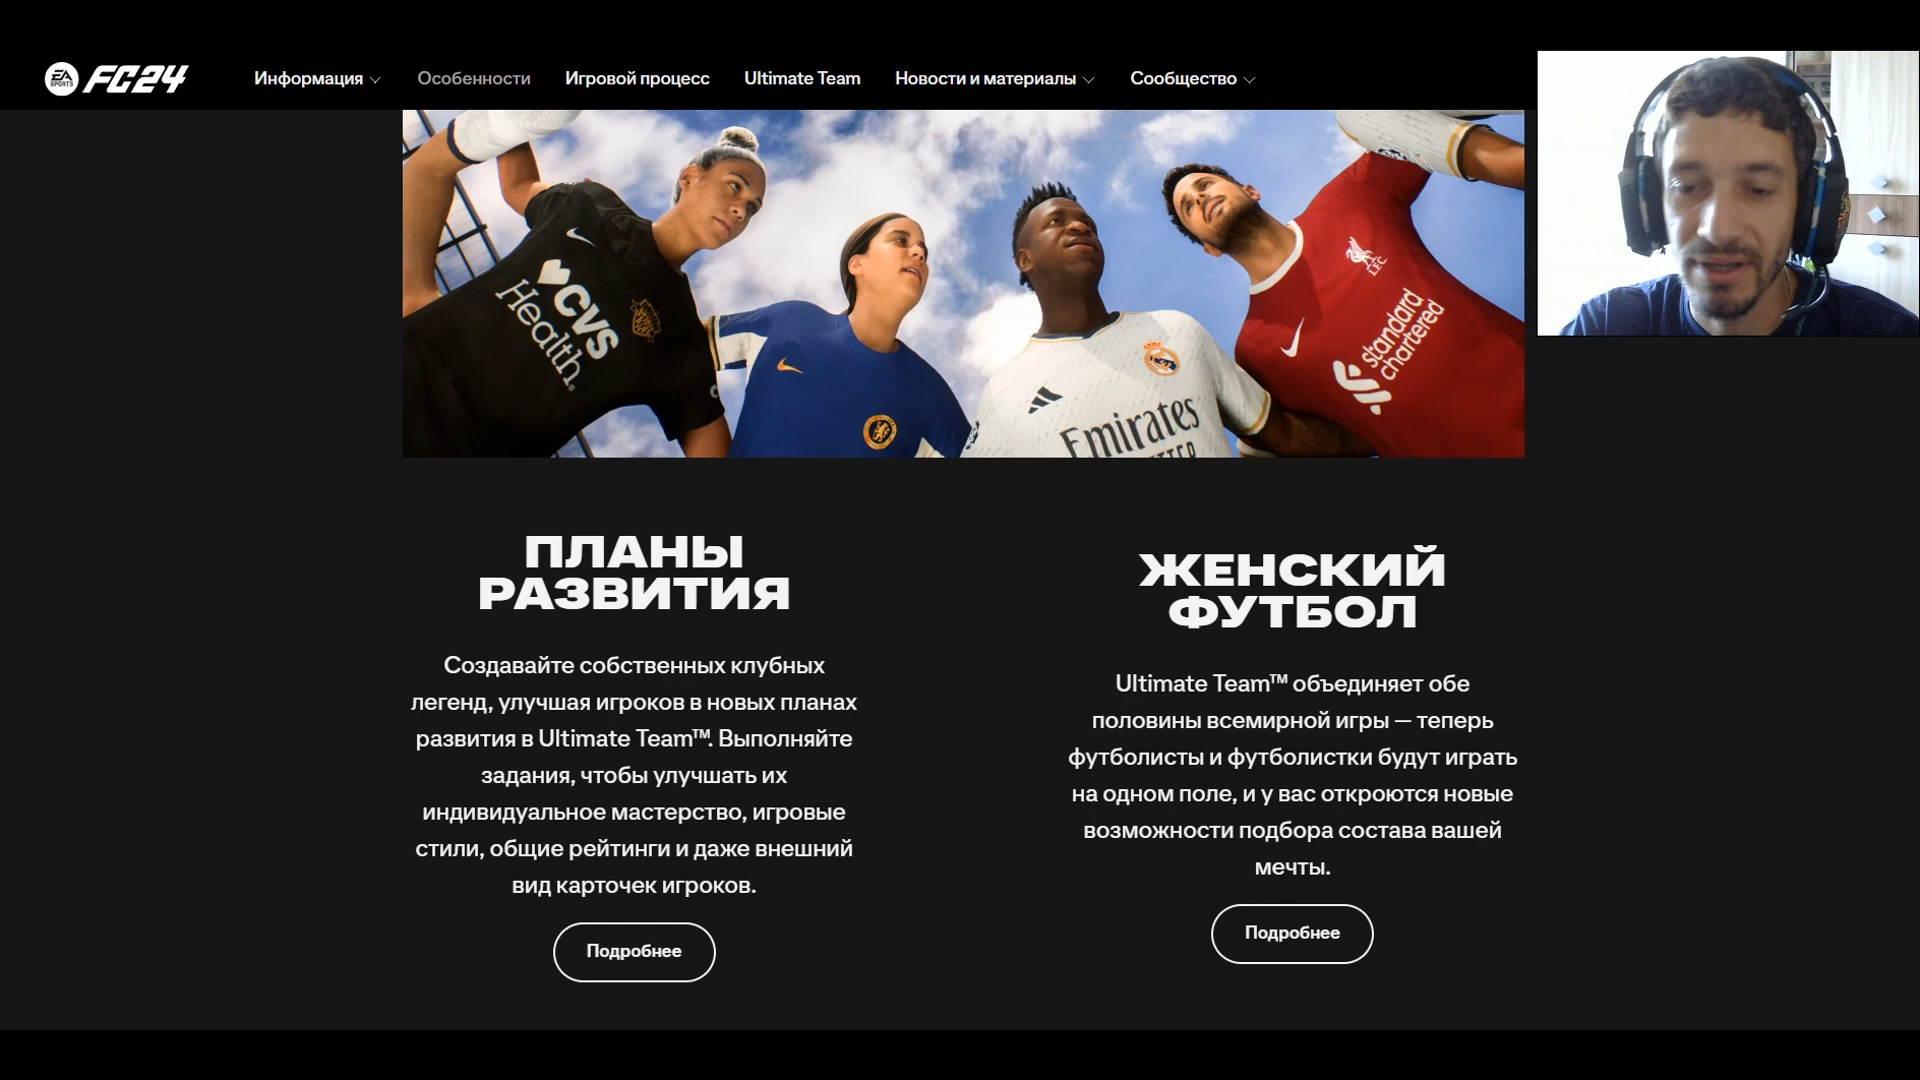 EA SPORTS FC24
Информация Особенности Игровой процесс Ultimate Team Новости и материалы Сообщество
CVS
Health.
Emirates
standard
chartered
LFC
ПЛАНЫ
РАЗВИТИЯ
Создавайте собственных клубных
легенд, улучшая игроков в новых планах
развития в Ultimate Team™. Выполняйте
задания, чтобы улучшать их
индивидуальное мастерство, игровые
стили, общие рейтинги и даже внешний
вид карточек игроков.
Подробнее
ЖЕНСКИЙ
ФУТБОЛ
Ultimate Team™ объединяет обе
половины всемирной игры — теперь
футболисты и футболистки будут играть
на одном поле, и у вас откроются новые
возможности подбора состава вашей
мечты.
Подробнее